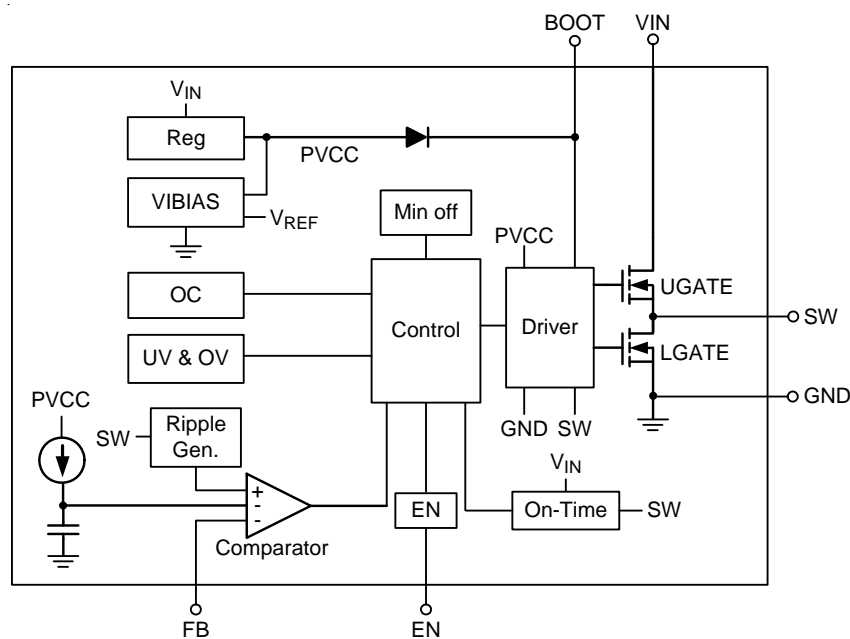 BOOT VIN
VIN
Reg
PVCC
VIBIAS
VREF
Min off
PVCC
OC
Control
Driver
UGATE
SW
UV & OV
LGATE
PVCC
GND
SW
Ripple
Gen.
GND SW
VIN
+
-
-
EN
On-Time
SW
Comparator
FB
EN